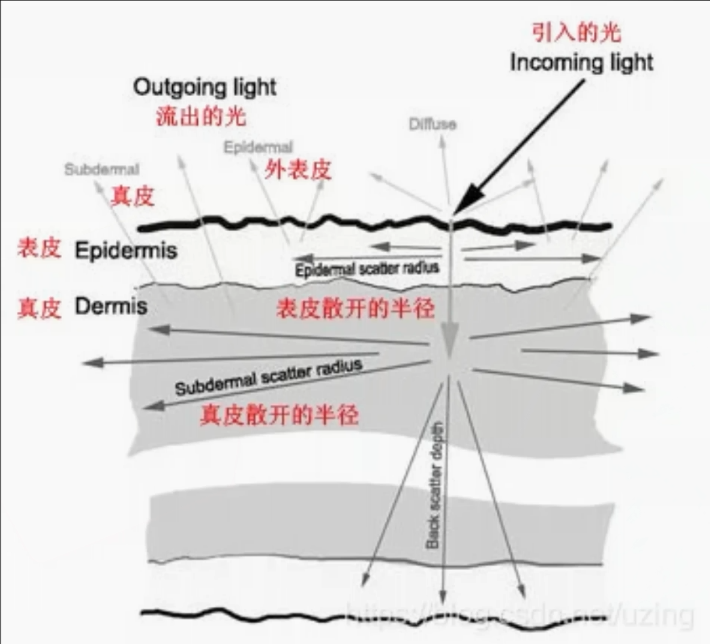 引入的光
Incoming light
Outgoing light
流出的光
Diffuse
Epidermal
外表皮
Subdermal
真皮
表皮 Epidermis
Epidermal scatter radius
真皮 Dermis
表皮散开的半径
Subdermal scatter radius
真皮散开的半径
Back scatter depth
https://blog.csdn.net/uzing